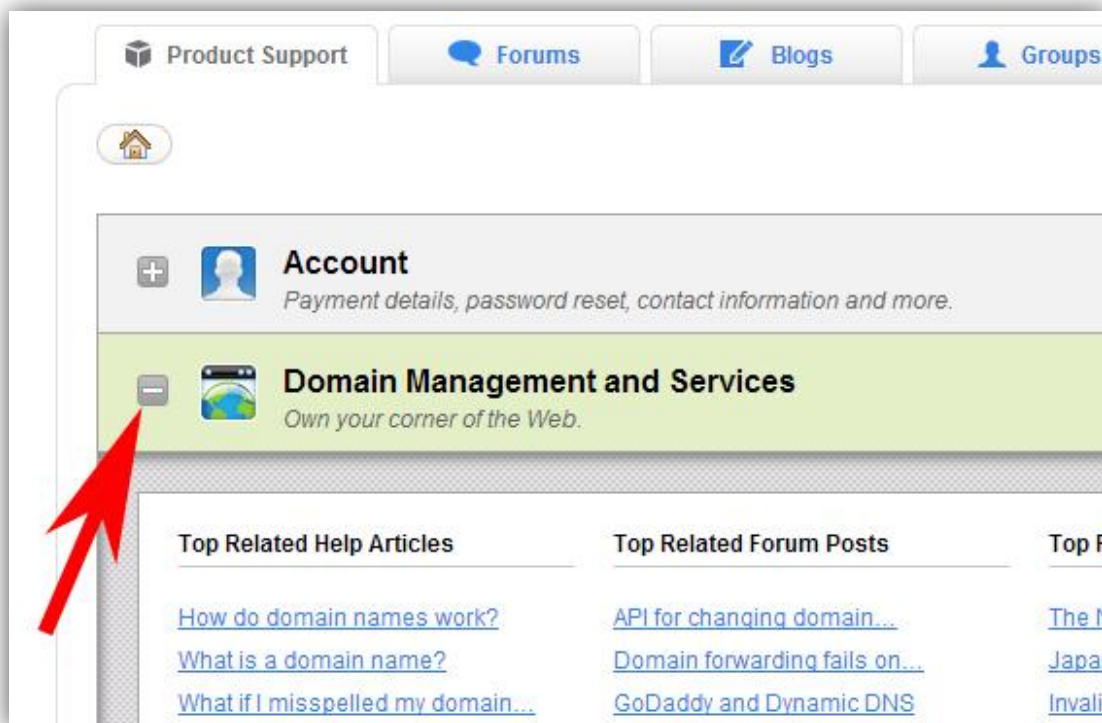 Product Support Forums Blogs Groups
Account
Payment details, password reset, contact information and more.
Domain Management and Services
Own your corner of the Web.
Top Related Help Articles Top Related Forum Posts Top
How do domain names work? API for changing domain... The
What is a domain name? Domain forwarding fails on...
What if I misspelled my domain... GoDaddy and Dynamic DNS